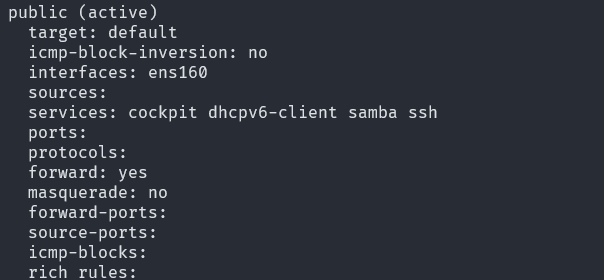 public (active)
  target: default
  icmp-block-inversion: no
  interfaces: ens160
  sources:
  services: cockpit dhcpv6-client samba ssh
  ports:
  protocols:
  forward: yes
  masquerade: no
  forward-ports:
  source-ports:
  icmp-blocks:
  rich rules: